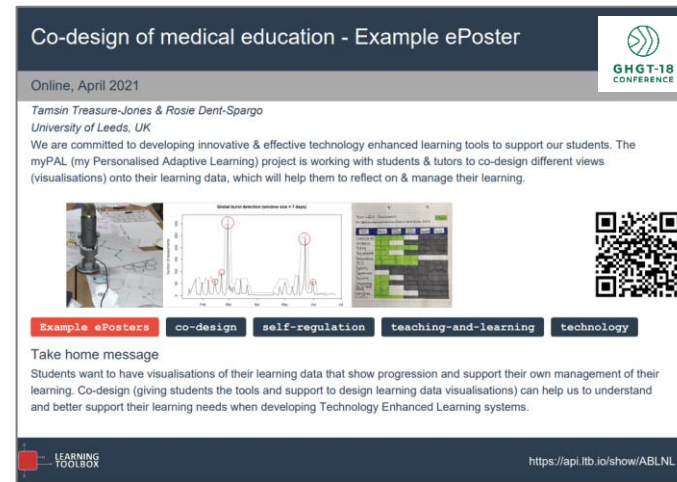 Co-design of medical education - Example ePoster
GHGT-18
CONFERENCE
Online, April 2021
Tamsin Treasure-Jones & Rosie Dent-Spargo
University of Leeds, UK
We are committed to developing innovative & effective technology enhanced learning tools to support our students. The
myPAL (my Personalised Adaptive Learning) project is working with students & tutors to co-design different views
(visualisations) onto their learning data, which will help them to reflect on & manage their learning.
Global burst detection (window size = 7 days)
Example ePosters
co-design
self-regulation
teaching-and-learning
technology
Take home message
Students want to have visualisations of their learning data that show progression and support their own management of their
learning. Co-design (giving students the tools and support to design learning data visualisations) can help us to understand
and better support their learning needs when developing Technology Enhanced Learning systems.
LEARNING
TOOLBOX
https://api.ltb.io/show/ABLNL